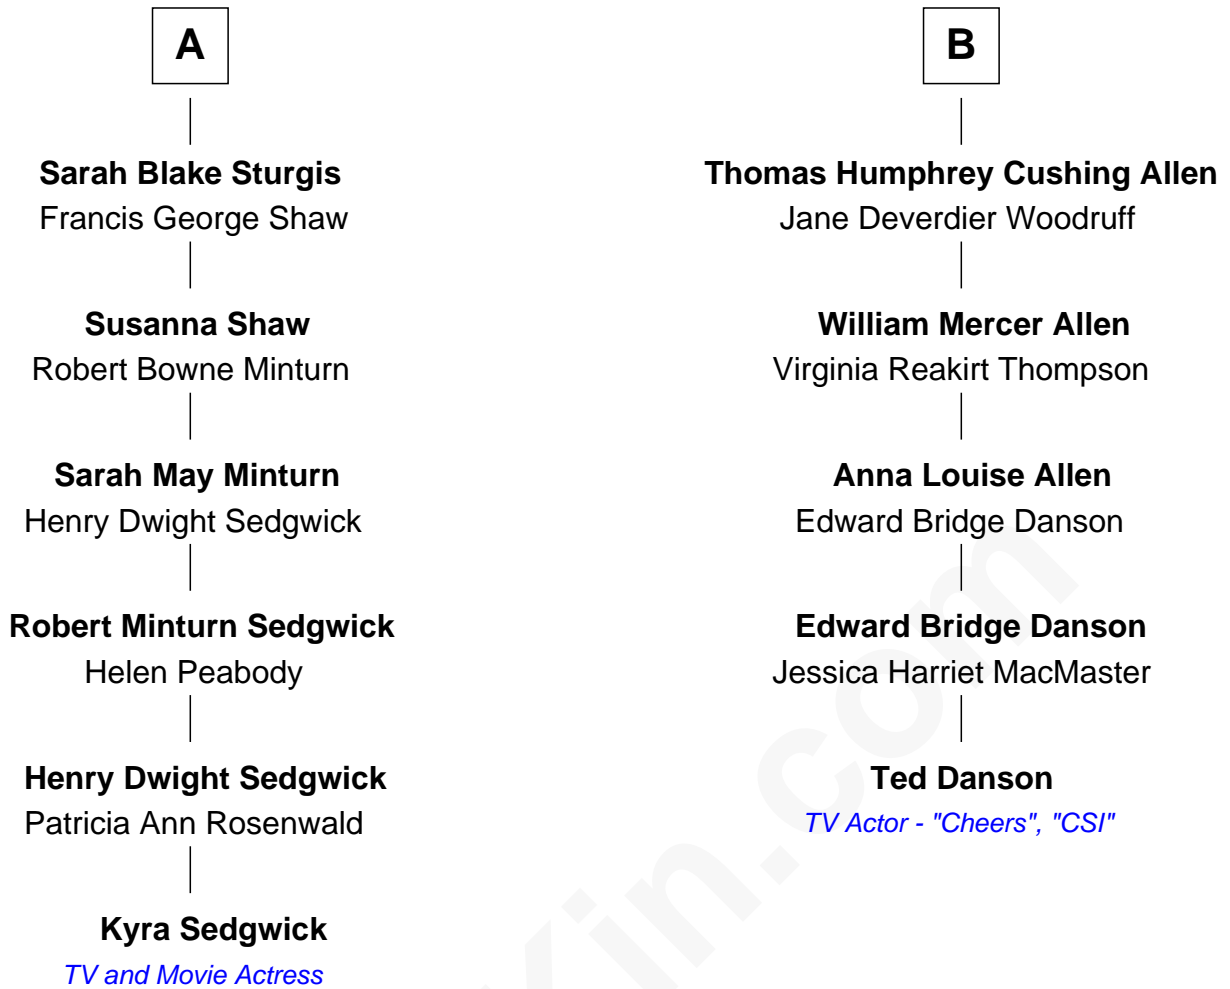 A
Sarah Blake Sturgis
Francis George Shaw
Susanna Shaw
Robert Bowne Minturn
Sarah May Minturn
Henry Dwight Sedgwick
Robert Minturn Sedgwick
Helen Peabody
Henry Dwight Sedgwick
Patricia Ann Rosenwald
Kyra Sedgwick
TV and Movie Actress
B
Thomas Humphrey Cushing Allen
Jane Deverdier Woodruff
William Mercer Allen
Virginia Reakirt Thompson
Anna Louise Allen
Edward Bridge Danson
Edward Bridge Danson
Jessica Harriet MacMaster
Ted Danson
TV Actor - "Cheers", "CSI"
Kin.com